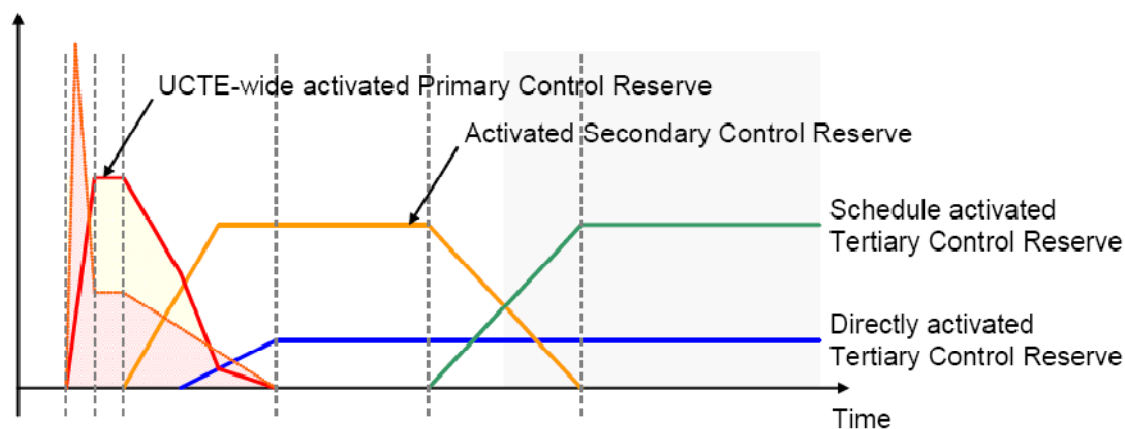 UCTE-wide activated Primary Control Reserve
Activated Secondary Control Reserve
Schedule activated
Tertiary Control Reserve
Directly activated
Tertiary Control Reserve
Time